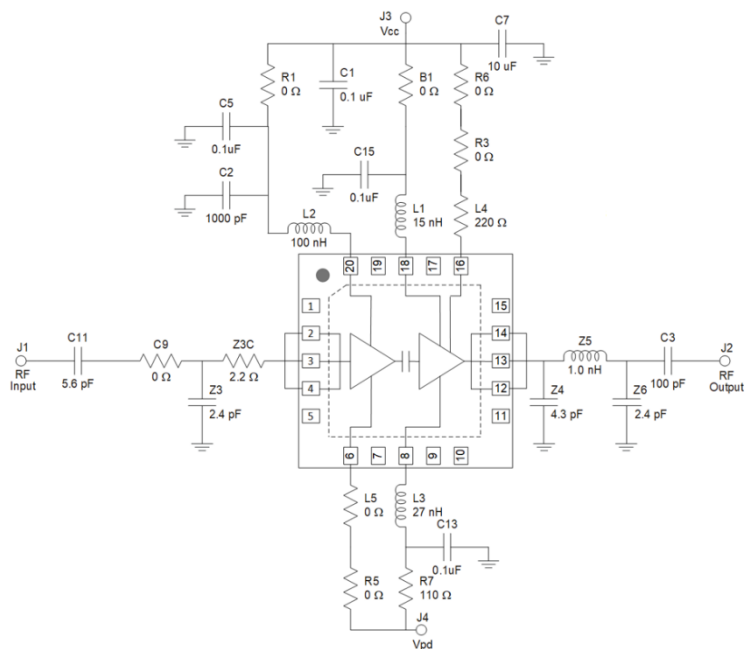 J3
Vcc
C7
10 uF
R1
0 Ω
C1
0.1 uF
B1
0 Ω
R6
0 Ω
C5
0.1uF
R3
0 Ω
C15
0.1uF
C2
1000 pF
L2
100 nH
L1
15 nH
L4
220 Ω
20
19
18
17
16
1
2
3
4
5
15
14
13
12
11
J1
RF
Input
C11
5.6 pF
C9
0 Ω
Z3C
2.2 Ω
Z3
2.4 pF
Z5
1.0 nH
C3
100 pF
J2
RF
Output
Z4
4.3 pF
Z6
2.4 pF
6
7
8
9
10
L5
0 Ω
L3
27 nH
C13
0.1uF
R5
0 Ω
R7
110 Ω
J4
Vpd